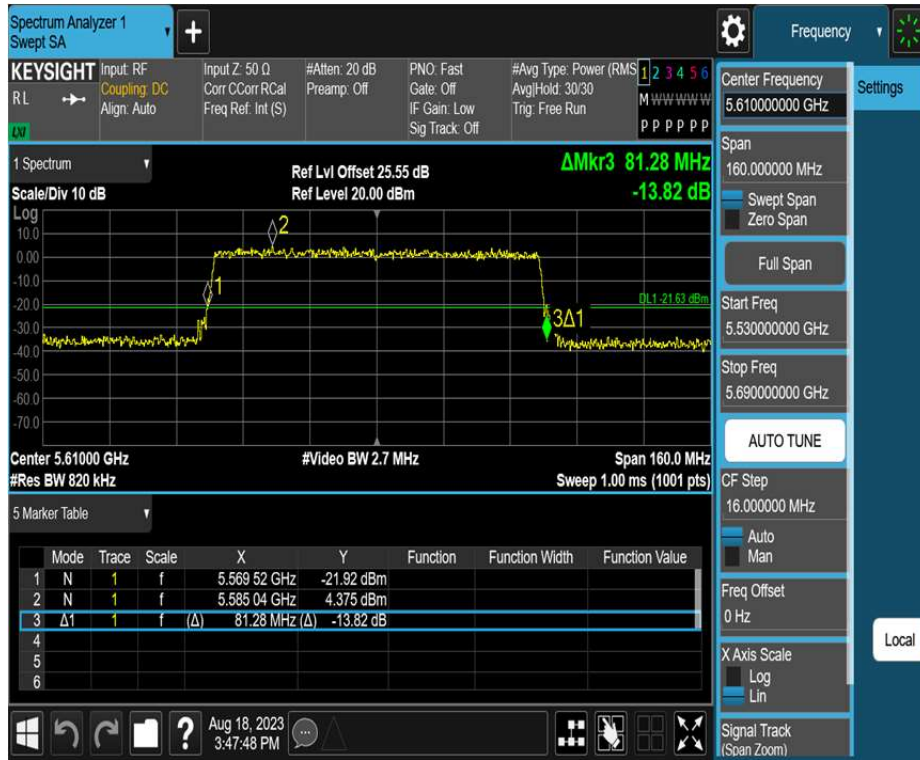 Spectrum Analyzer 1
Swept SA
+
Frequency
KEYSIGHT
RL
LXI
Input: RF
Coupling: DC
Align: Auto
Input Z: 50 Ω
Corr CCorr RCal
Freq Ref: Int (S)
#Atten: 20 dB
Preamp: Off
PNO: Fast
Gate: Off
IF Gain: Low
Sig Track: Off
#Avg Type: Power (RMS
Avg|Hold: 30/30
Trig: Free Run
1 2 3 4 5 6
M W W W W W
P P P P P P
1 Spectrum
Scale/Div 10 dB
Ref Lvl Offset 25.55 dB
Ref Level 20.00 dBm
ΔMkr3 81.28 MHz
-13.82 dB
Log
10.0
0.00
-10.0
-20.0
-30.0
-40.0
-50.0
-60.0
-70.0
2
1
3Δ1
DL1 -21.63 dBm
Center 5.61000 GHz
#Video BW 2.7 MHz
Span 160.0 MHz
#Res BW 820 kHz
Sweep 1.00 ms (1001 pts)
5 Marker Table
Mode Trace Scale X Y Function Function Width Function Value
1 N 1 f 5.569 52 GHz -21.92 dBm
2 N 1 f 5.585 04 GHz 4.375 dBm
3 Δ1 1 f (Δ) 81.28 MHz (Δ) -13.82 dB
4
5
6
?
Aug 18, 2023
3:47:48 PM
Center Frequency
5.610000000 GHz
Span
160.000000 MHz
Swept Span
Zero Span
Full Span
Start Freq
5.530000000 GHz
Stop Freq
5.690000000 GHz
AUTO TUNE
CF Step
16.000000 MHz
Auto
Man
Freq Offset
0 Hz
X Axis Scale
Log
Lin
Signal Track
(Span Zoom)
Settings
Local